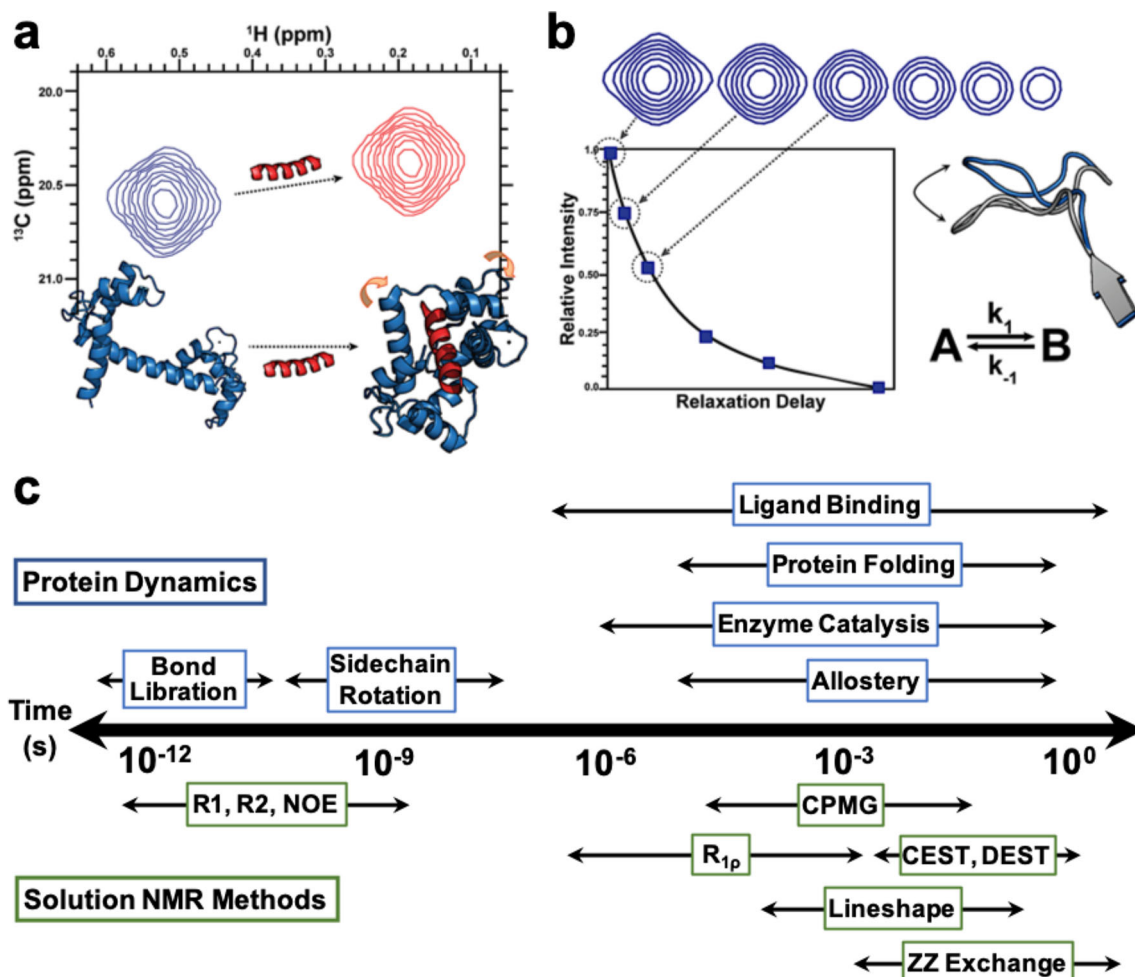 a
¹H (ppm)
0.6 0.5 0.4 0.3 0.2 0.1
¹³C (ppm)
20.0
20.5
21.0
b
Relative Intensity
1.0
0.75
0.50
0.25
0.0
Relaxation Delay
A k₁ k₋₁ B
c
Protein Dynamics
Ligand Binding
Protein Folding
Enzyme Catalysis
Allostery
Bond
Libration
Sidechain
Rotation
Time
(s)
10⁻¹² 10⁻⁹ 10⁻⁶ 10⁻³ 10⁰
R1, R2, NOE
CPMG
R₁ρ
CEST, DEST
Solution NMR Methods
Lineshape
ZZ Exchange